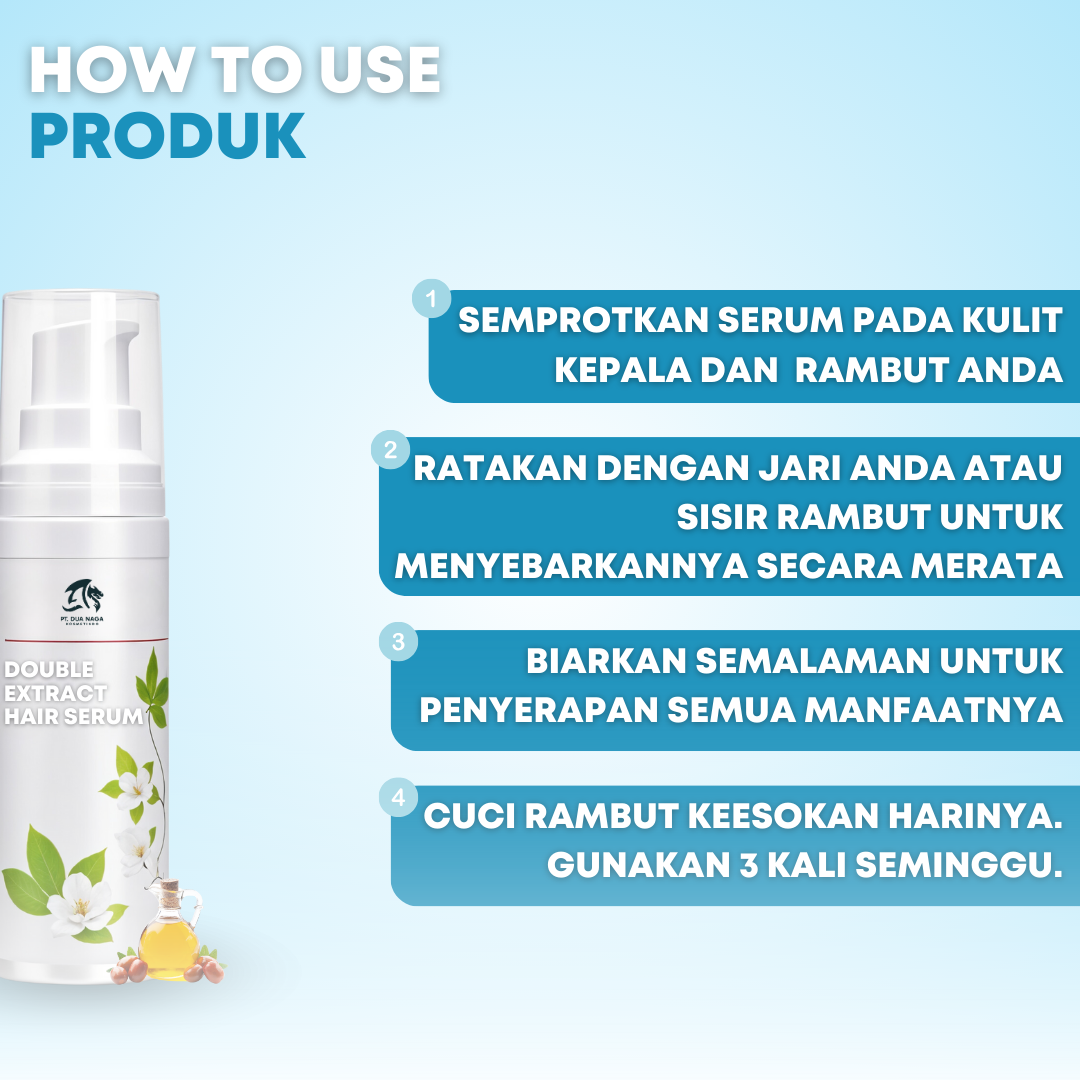 HOW TO USE
PRODUK
1
SEMPROTKAN SERUM PADA KULIT
KEPALA DAN RAMBUT ANDA
2
RATAKAN DENGAN JARI ANDA ATAU
SISIR RAMBUT UNTUK
MENYEBARKANNYA SECARA MERATA
3
BIARKAN SEMALAMAN UNTUK
PENYERAPAN SEMUA MANFAATNYA
4
CUCI RAMBUT KEESOKAN HARINYA.
GUNAKAN 3 KALI SEMINGGU.
PT. DUA NAGA
KOSMETINDO
DOUBLE
EXTRACT
HAIR SERUM